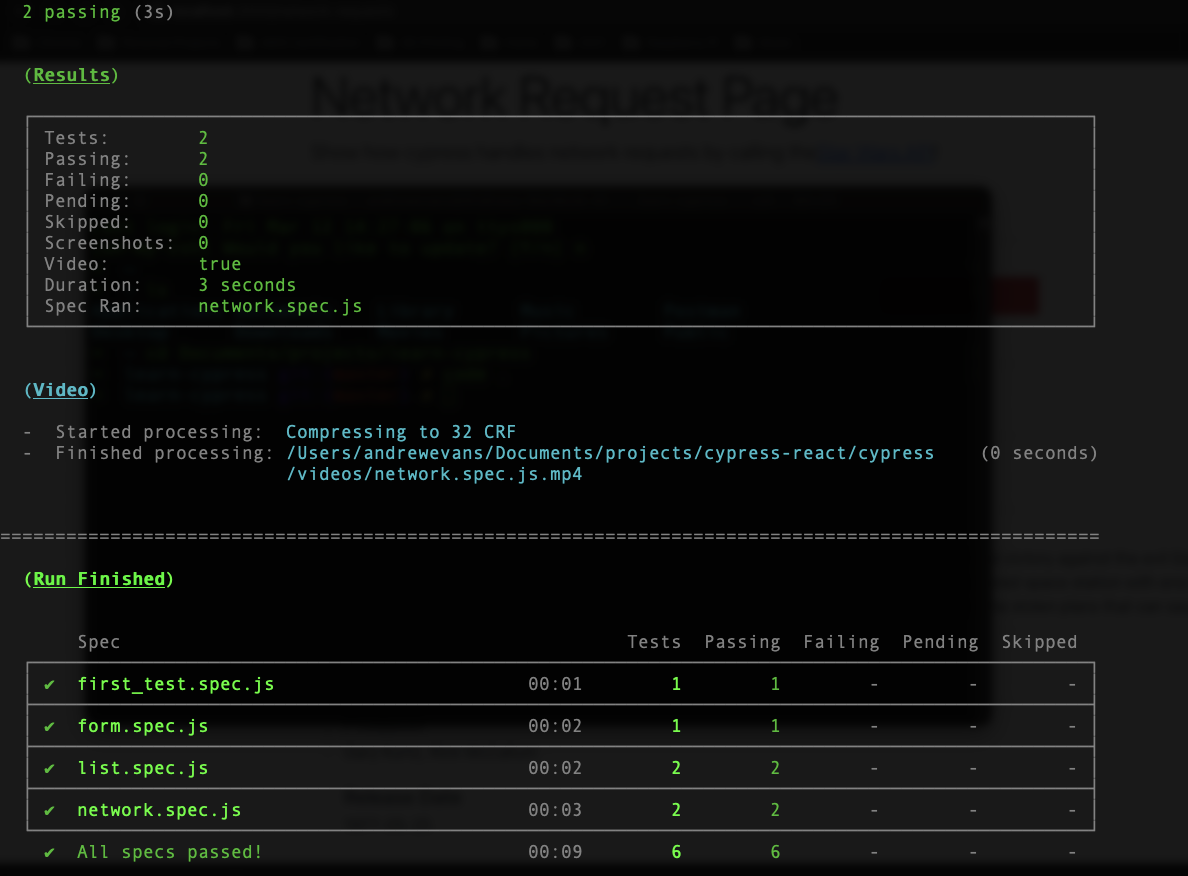 2 passing (3s)
(Results)
Tests: 2
Passing: 2
Failing: 0
Pending: 0
Skipped: 0
Screenshots: 0
Video: true
Duration: 3 seconds
Spec Ran: network.spec.js
(Video)
- Started processing: Compressing to 32 CRF
- Finished processing: /Users/andrewevans/Documents/projects/cypress-react/cypress (0 seconds)
/videos/network.spec.js.mp4
====================================================================================================
(Run Finished)
Spec Tests Passing Failing Pending Skipped
✔ first_test.spec.js 00:01 1 1 - - -
✔ form.spec.js 00:02 1 1 - - -
✔ list.spec.js 00:02 2 2 - - -
✔ network.spec.js 00:03 2 2 - - -
✔ All specs passed! 00:09 6 6 - - -
Network Request Page